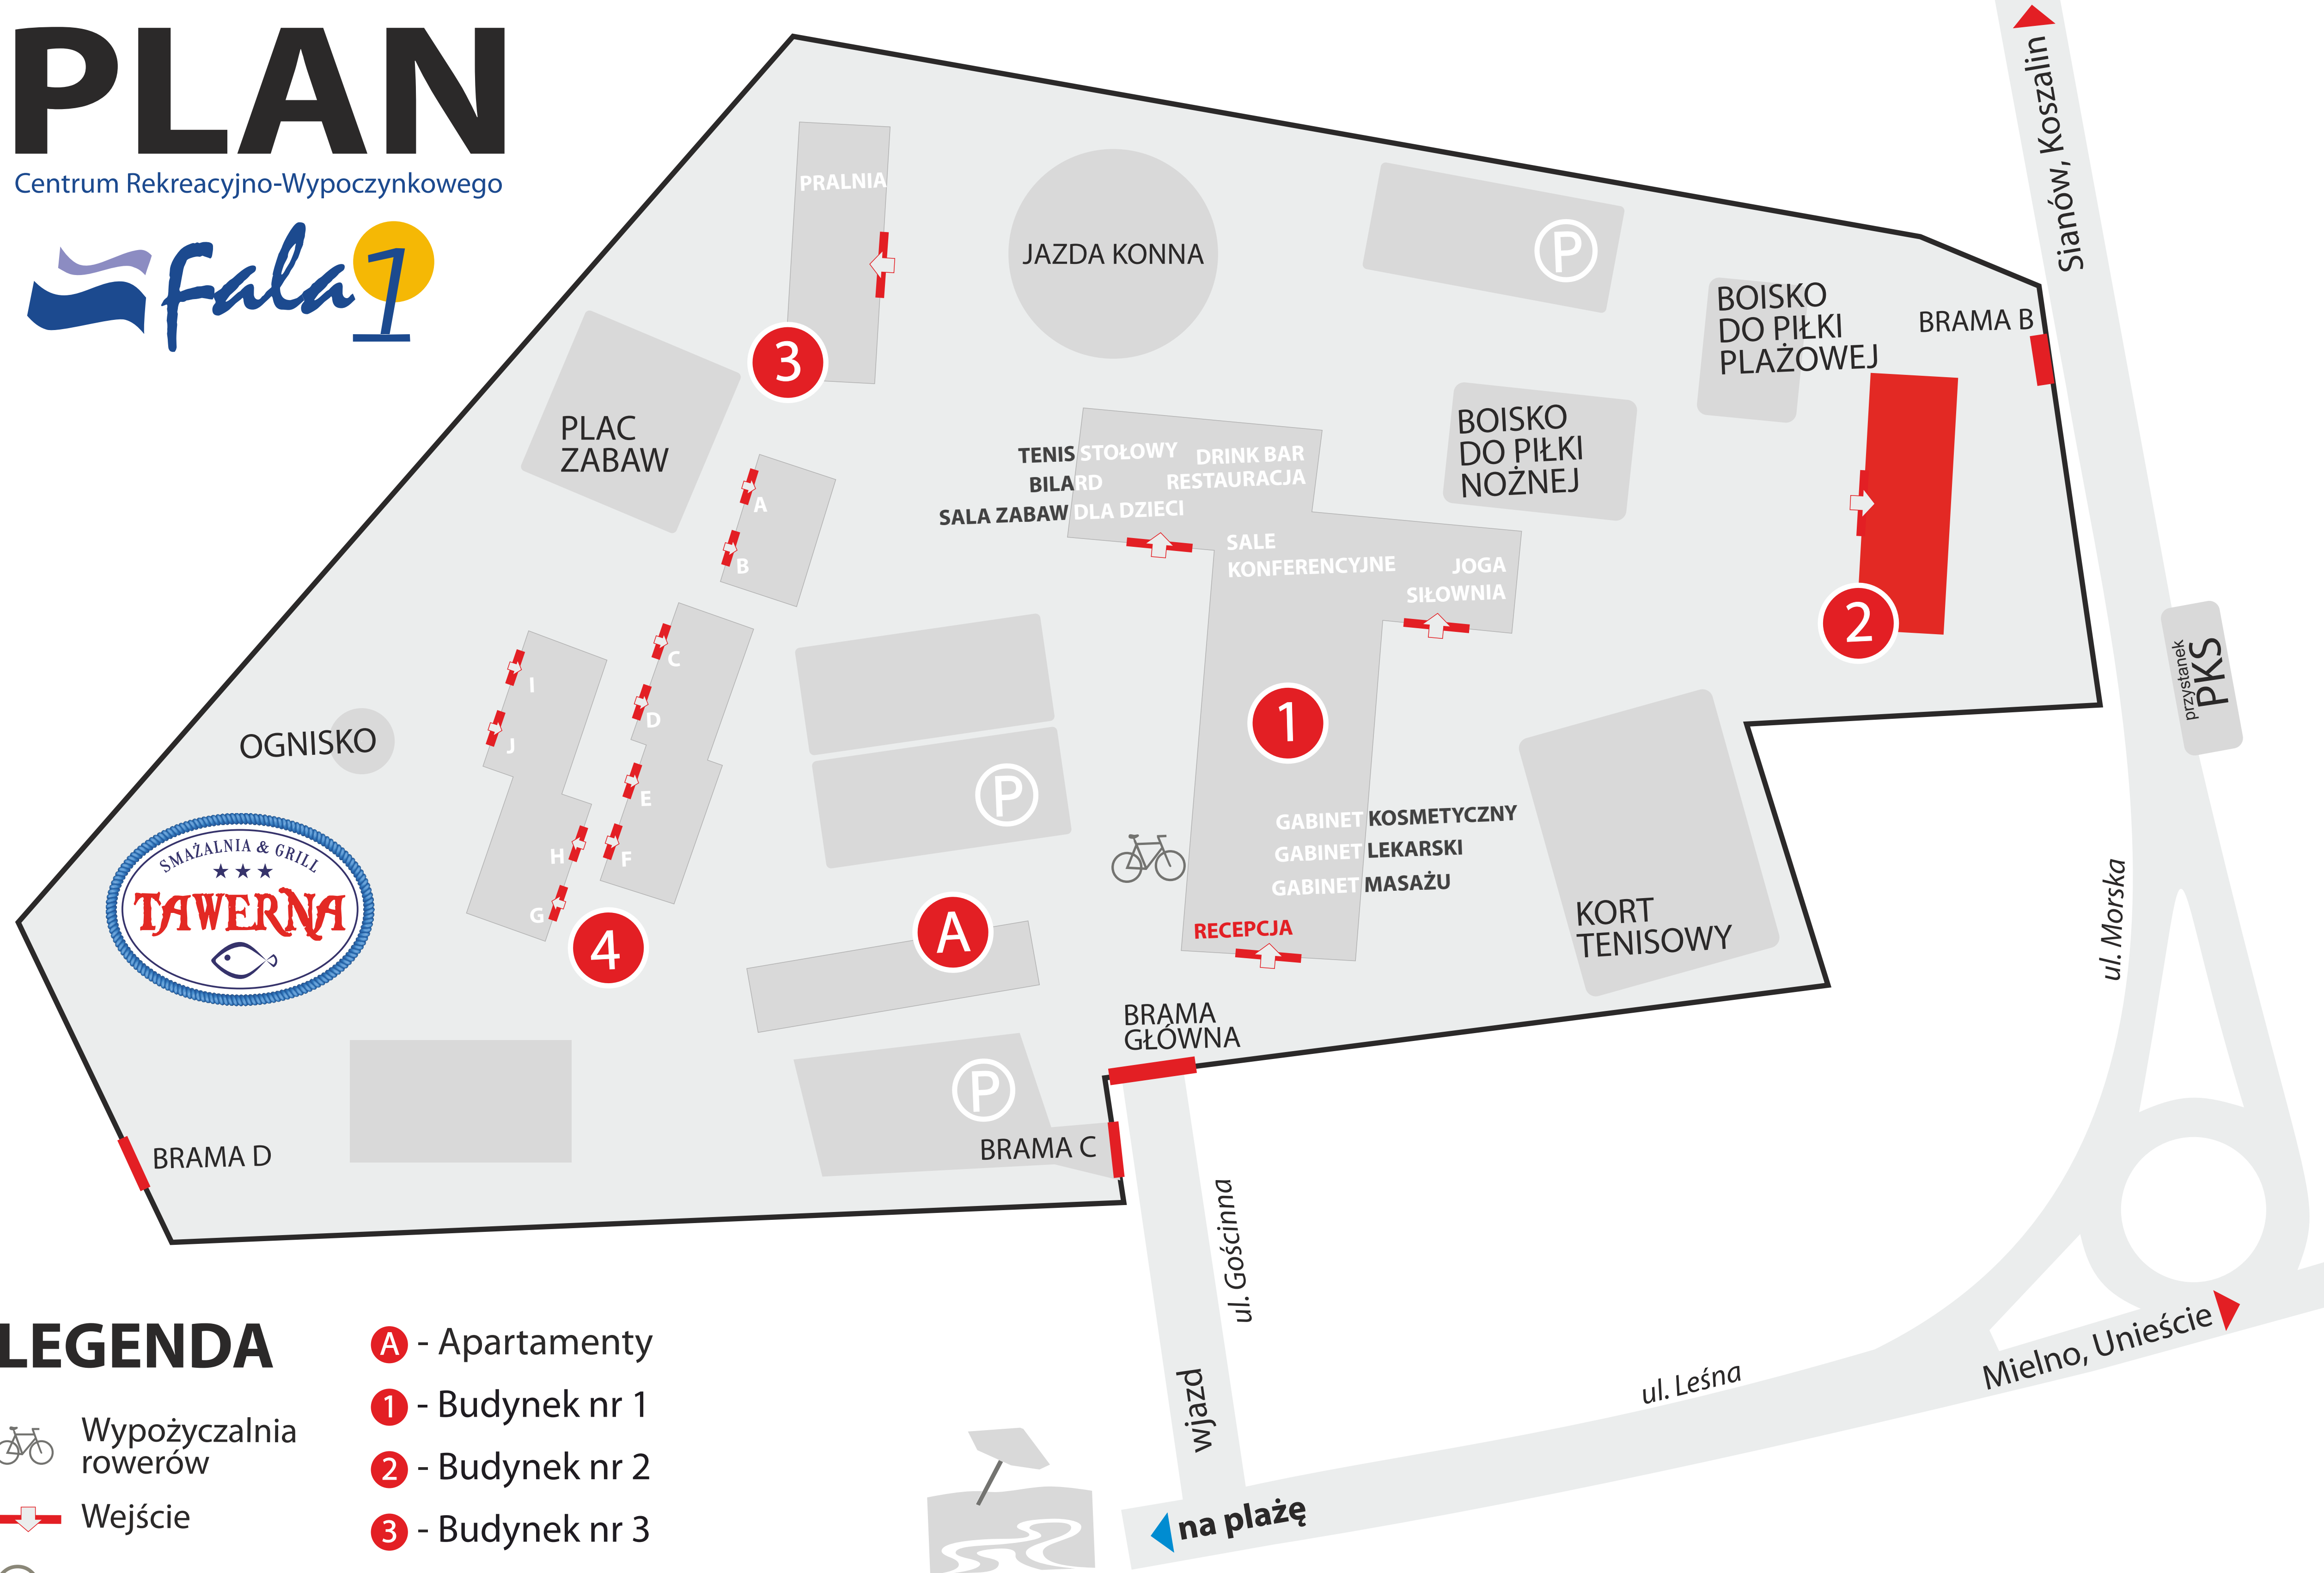 PLAN
Centrum Rekreacyjno-Wypoczynkowego
fala 1
PRALNIA
3
JAZDA KONNA
P
BOISKO
DO PIŁKI
PLAŻOWEJ
BRAMA B
Sianów, Koszalin
PLAC
ZABAW
BOISKO
DO PIŁKI
NOŻNEJ
TENIS STOŁOWY
BILARD
SALA ZABAW DLA DZIECI
DRINK BAR
RESTAURACJA
SALE
KONFERENCYJNE
JOGA
SIŁOWNIA
2
A
B
C
D
E
F
I
J
H
G
OGNISKO
SMAŻALNIA & GRILL
TAWERNA
4
P
A
1
GABINET KOSMETYCZNY
GABINET LEKARSKI
GABINET MASAŻU
RECEPCJA
KORT
TENISOWY
przystanek
PKS
ul. Morska
BRAMA
GŁÓWNA
P
BRAMA C
BRAMA D
ul. Gościnna
wjazd
ul. Leśna
Mielno, Unieście
na plażę
LEGENDA
Wypożyczalnia
rowerów
Wejście
A - Apartamenty
1 - Budynek nr 1
2 - Budynek nr 2
3 - Budynek nr 3